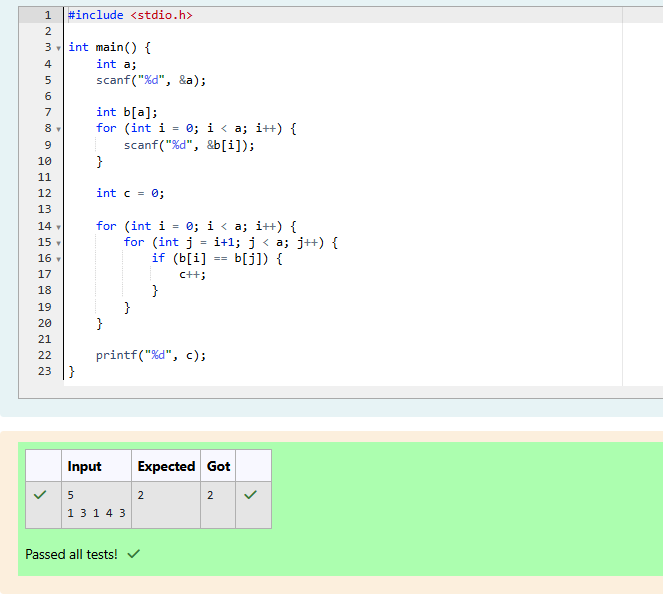 1 #include <stdio.h>
2
3 int main() {
4     int a;
5     scanf("%d", &a);
6
7     int b[a];
8     for (int i = 0; i < a; i++) {
9         scanf("%d", &b[i]);
10     }
11
12     int c = 0;
13
14     for (int i = 0; i < a; i++) {
15         for (int j = i+1; j < a; j++) {
16             if (b[i] == b[j]) {
17                 c++;
18             }
19         }
20     }
21
22     printf("%d", c);
23 }
Input Expected Got
5 2 2
1 3 1 4 3
Passed all tests!